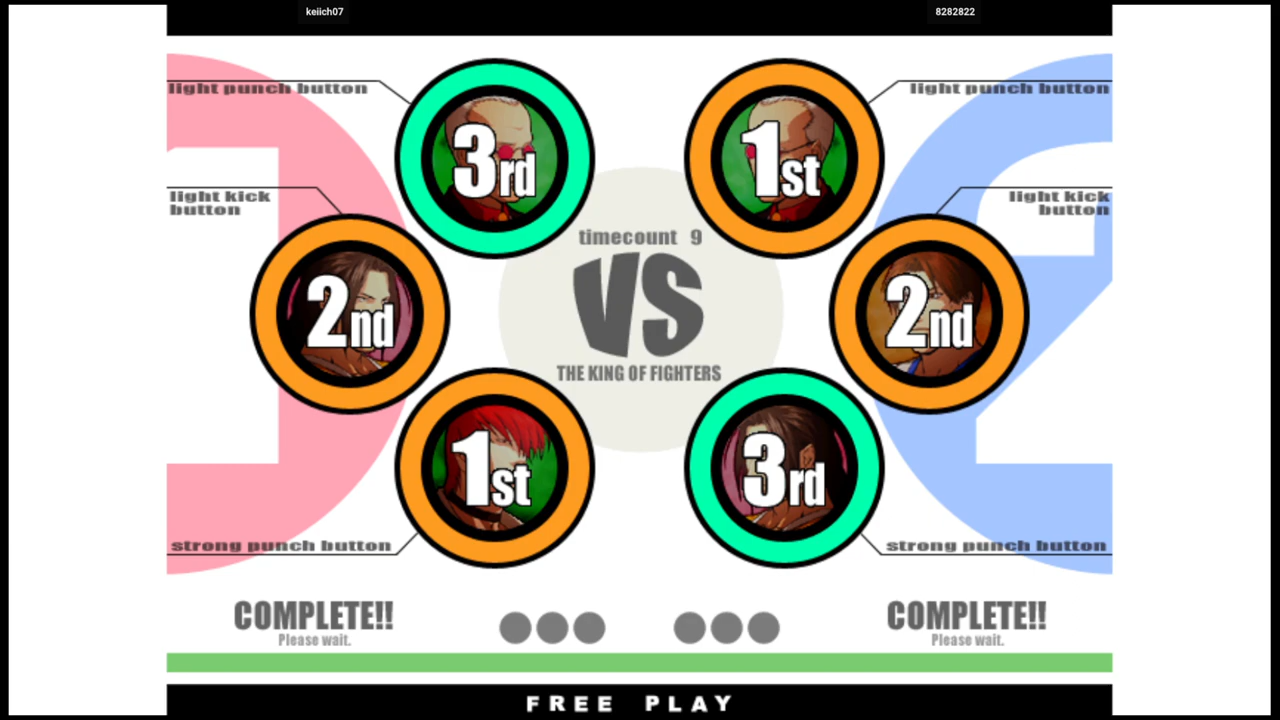 keiich07
8282822
light punch button
3rd
1st
light punch button
light kick
button
light kick
button
timecount 9
2nd
VS
2nd
THE KING OF FIGHTERS
1st
3rd
strong punch button
strong punch button
COMPLETE!!
Please wait.
COMPLETE!!
Please wait.
FREE PLAY